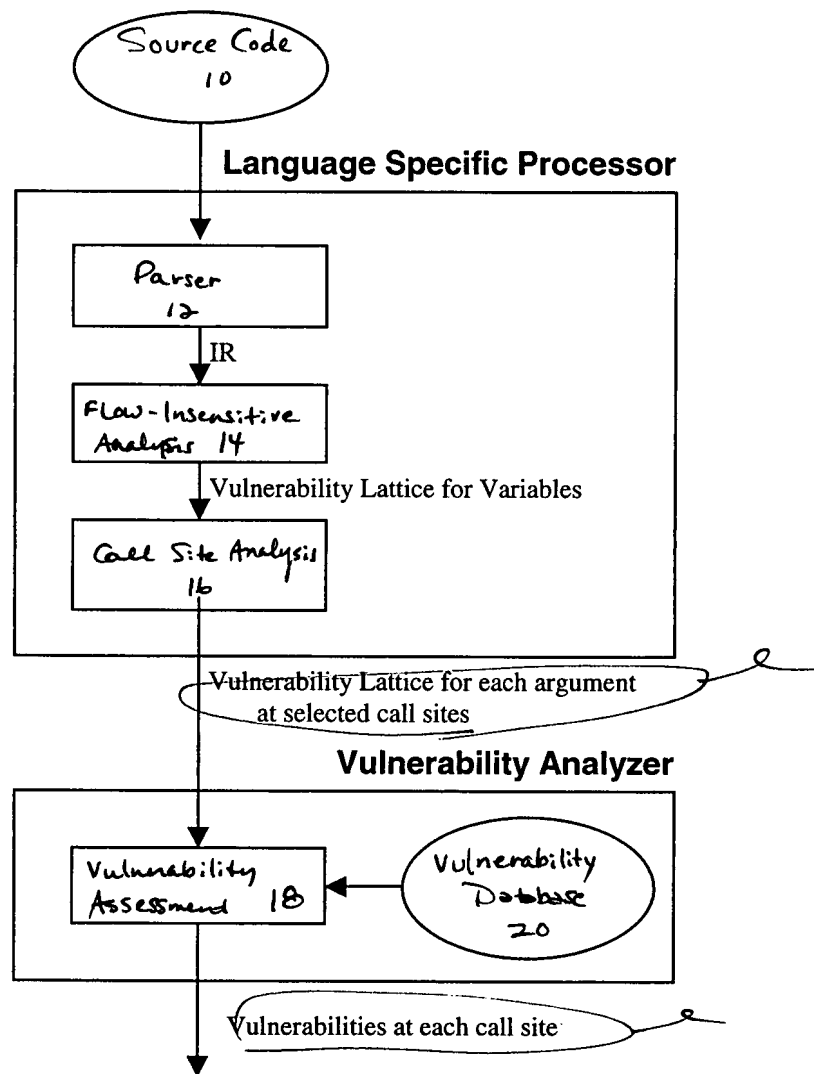 Source Code
10
Language Specific Processor
Parser
12
IR
Flow-Insensitive
Analysis 14
Vulnerability Lattice for Variables
Call Site Analysis
16
Vulnerability Lattice for each argument
at selected call sites
Vulnerability Analyzer
Vulnerability
Assessment 18
Vulnerability
Database
20
Vulnerabilities at each call site